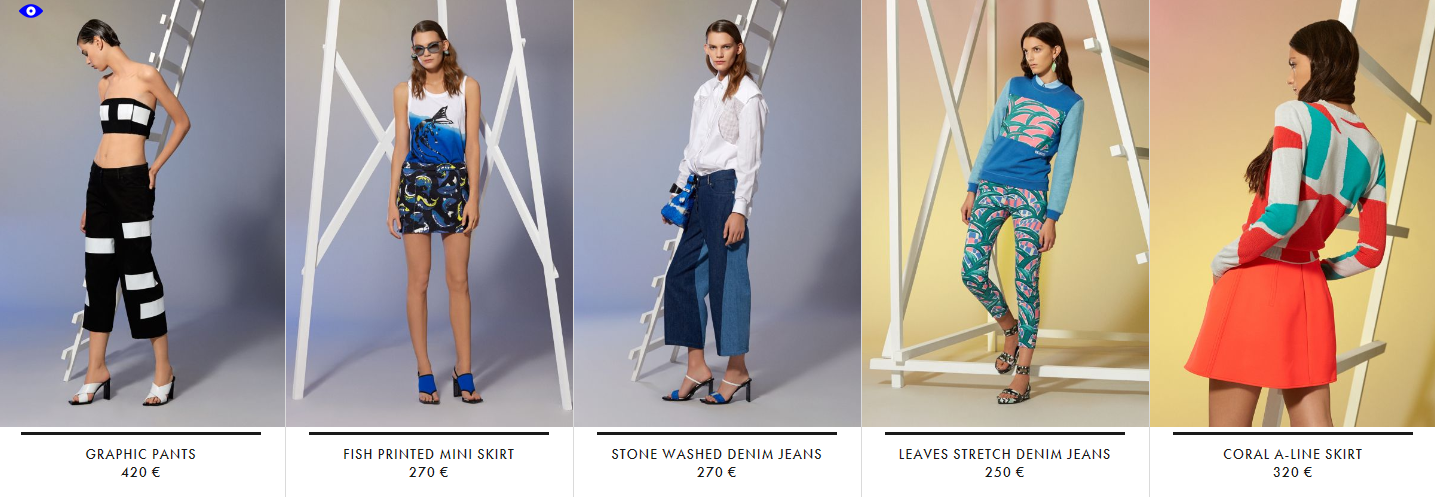 GRAPHIC PANTS
420 €
FISH PRINTED MINI SKIRT
270 €
STONE WASHED DENIM JEANS
270 €
LEAVES STRETCH DENIM JEANS
250 €
CORAL A-LINE SKIRT
320 €